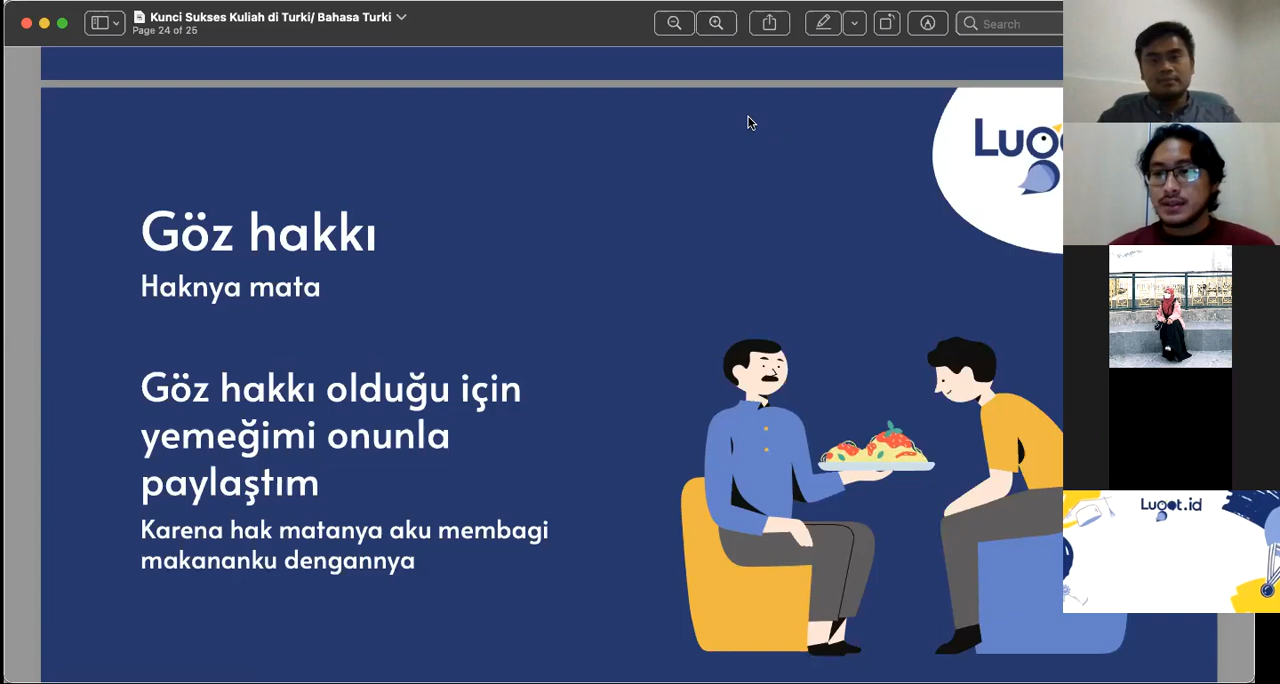 Kunci Sukses Kuliah di Turki/ Bahasa Turki
Page 24 of 25
Search
Göz hakkı
Haknya mata
Göz hakkı olduğu için
yemeğimi onunla
paylaştım
Karena hak matanya aku membagi
makananku dengannya
Luqot.id